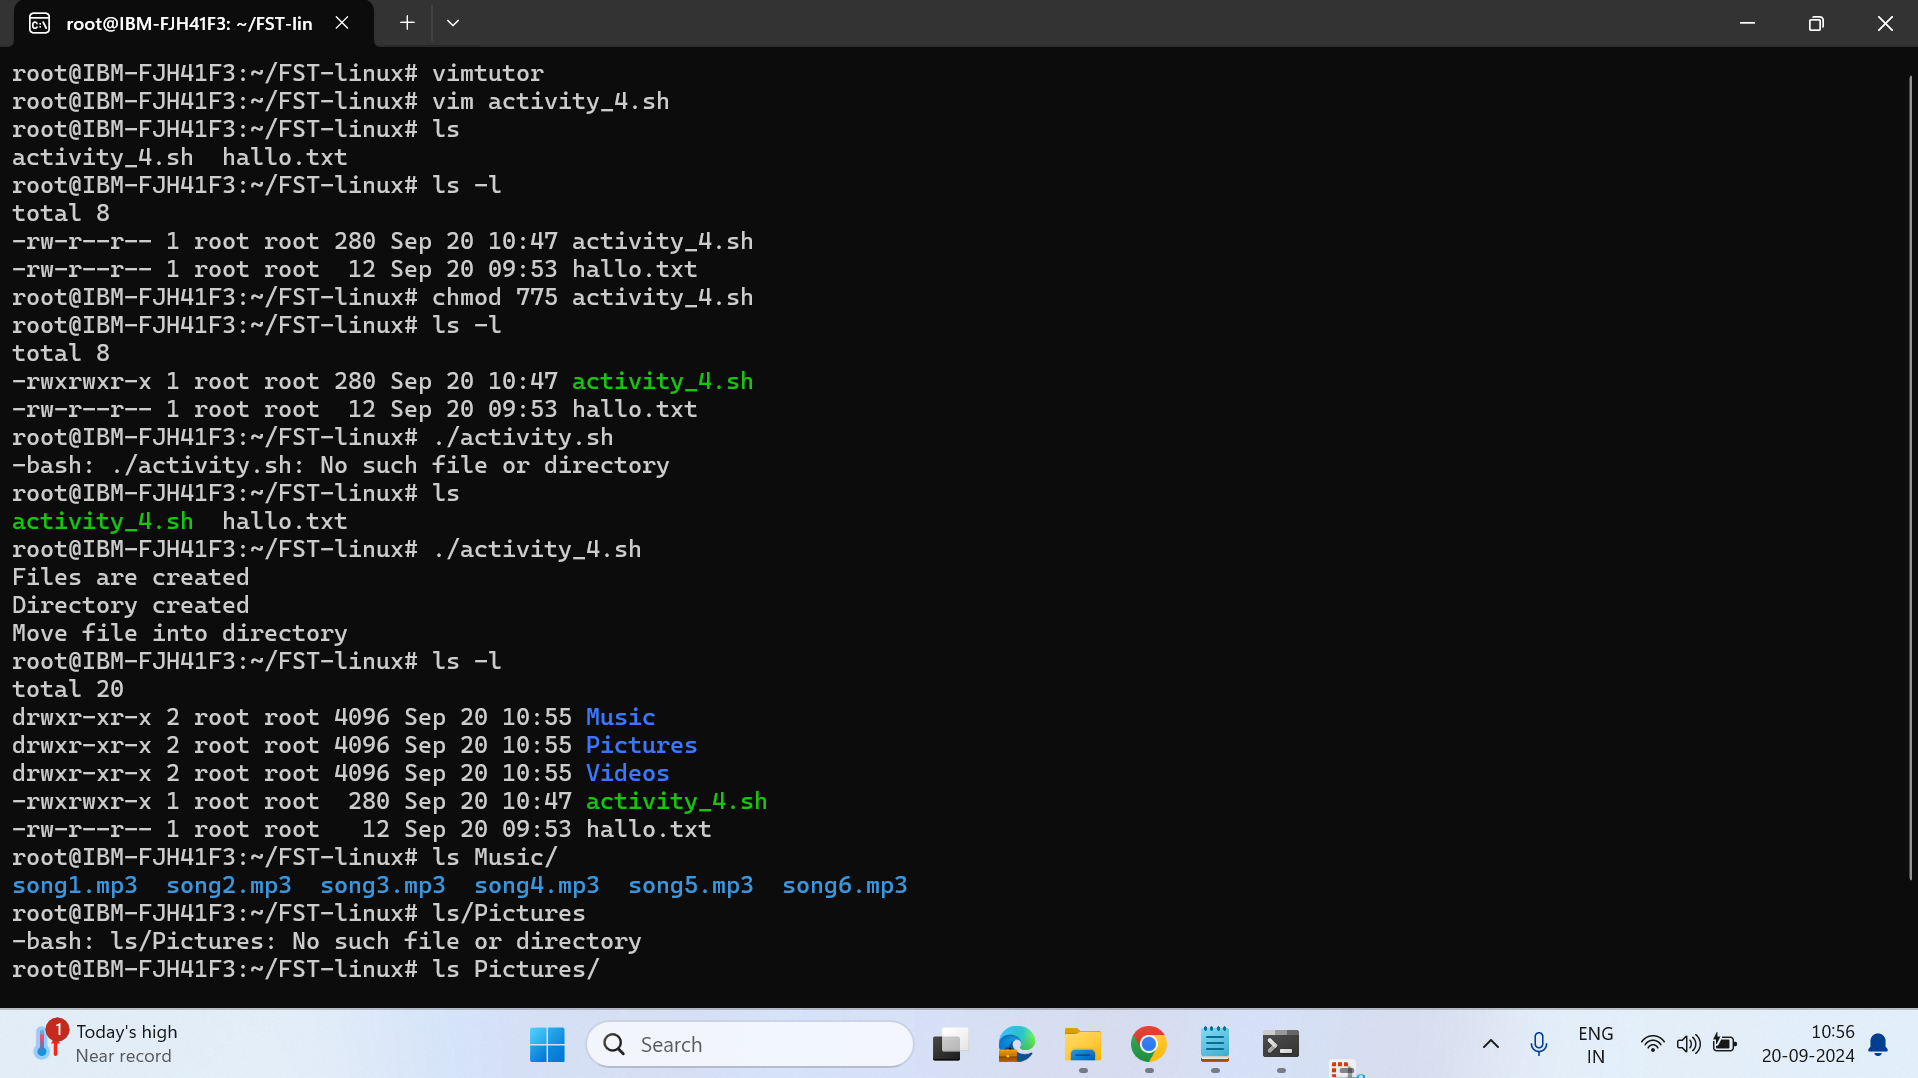 root@IBM-FJH41F3: ~/FST-lin
root@IBM-FJH41F3:~/FST-linux# vimtutor
root@IBM-FJH41F3:~/FST-linux# vim activity_4.sh
root@IBM-FJH41F3:~/FST-linux# ls
activity_4.sh  hallo.txt
root@IBM-FJH41F3:~/FST-linux# ls -l
total 8
-rw-r--r-- 1 root root 280 Sep 20 10:47 activity_4.sh
-rw-r--r-- 1 root root  12 Sep 20 09:53 hallo.txt
root@IBM-FJH41F3:~/FST-linux# chmod 775 activity_4.sh
root@IBM-FJH41F3:~/FST-linux# ls -l
total 8
-rwxrwxr-x 1 root root 280 Sep 20 10:47 activity_4.sh
-rw-r--r-- 1 root root  12 Sep 20 09:53 hallo.txt
root@IBM-FJH41F3:~/FST-linux# ./activity.sh
-bash: ./activity.sh: No such file or directory
root@IBM-FJH41F3:~/FST-linux# ls
activity_4.sh  hallo.txt
root@IBM-FJH41F3:~/FST-linux# ./activity_4.sh
Files are created
Directory created
Move file into directory
root@IBM-FJH41F3:~/FST-linux# ls -l
total 20
drwxr-xr-x 2 root root 4096 Sep 20 10:55 Music
drwxr-xr-x 2 root root 4096 Sep 20 10:55 Pictures
drwxr-xr-x 2 root root 4096 Sep 20 10:55 Videos
-rwxrwxr-x 1 root root  280 Sep 20 10:47 activity_4.sh
-rw-r--r-- 1 root root   12 Sep 20 09:53 hallo.txt
root@IBM-FJH41F3:~/FST-linux# ls Music/
song1.mp3  song2.mp3  song3.mp3  song4.mp3  song5.mp3  song6.mp3
root@IBM-FJH41F3:~/FST-linux# ls/Pictures
-bash: ls/Pictures: No such file or directory
root@IBM-FJH41F3:~/FST-linux# ls Pictures/
1
Today's high
Near record
Search
ENG
IN
10:56
20-09-2024